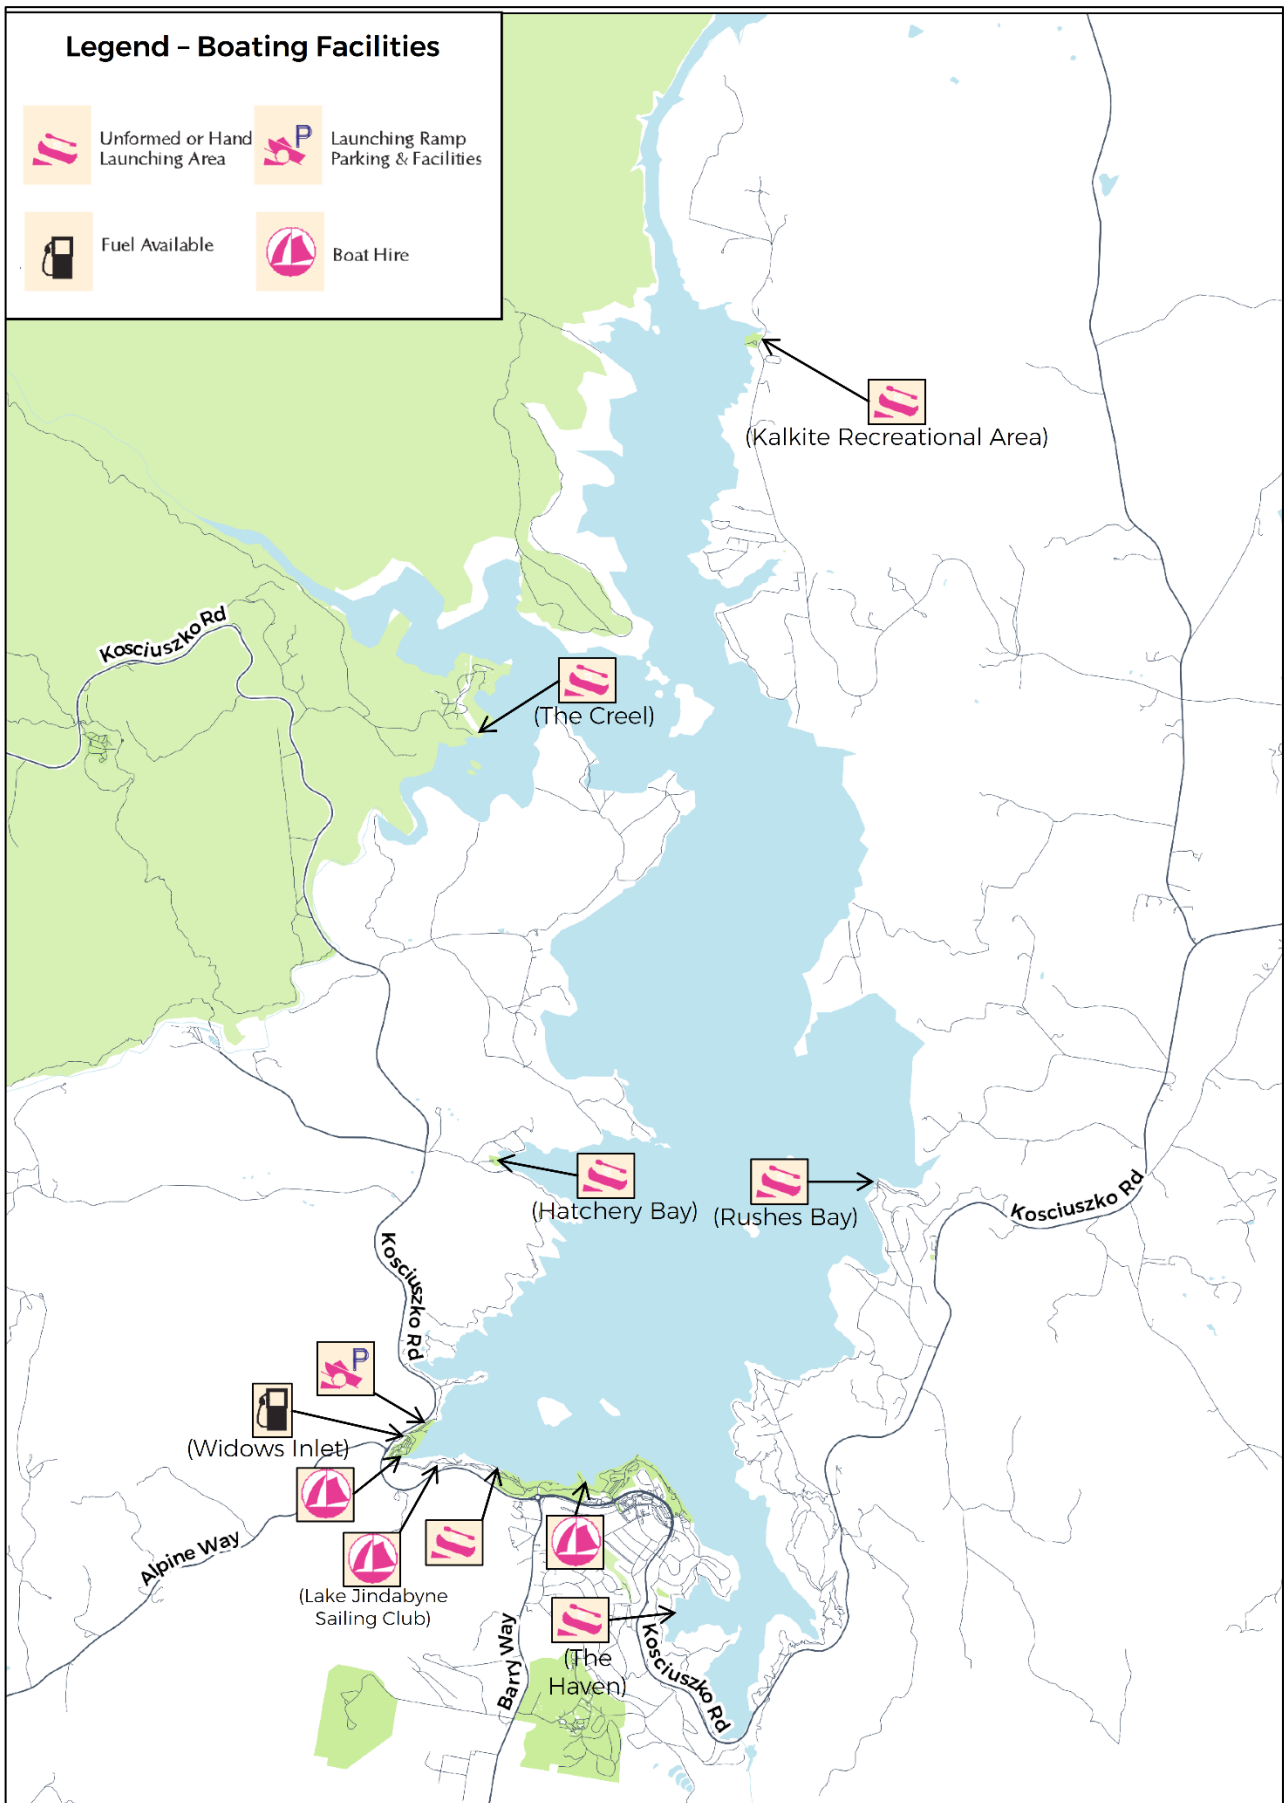 Legend – Boating Facilities
Unformed or Hand
Launching Area
P
Launching Ramp
Parking & Facilities
Fuel Available
Boat Hire
(Kalkite Recreational Area)
Kosciuszko Rd
(The Creel)
(Hatchery Bay)
(Rushes Bay)
Kosciuszko Rd
Kosciuszko Rd
P
(Widows Inlet)
Alpine Way
(Lake Jindabyne
Sailing Club)
Barry Way
(The
Haven)
Kosciuszko Rd